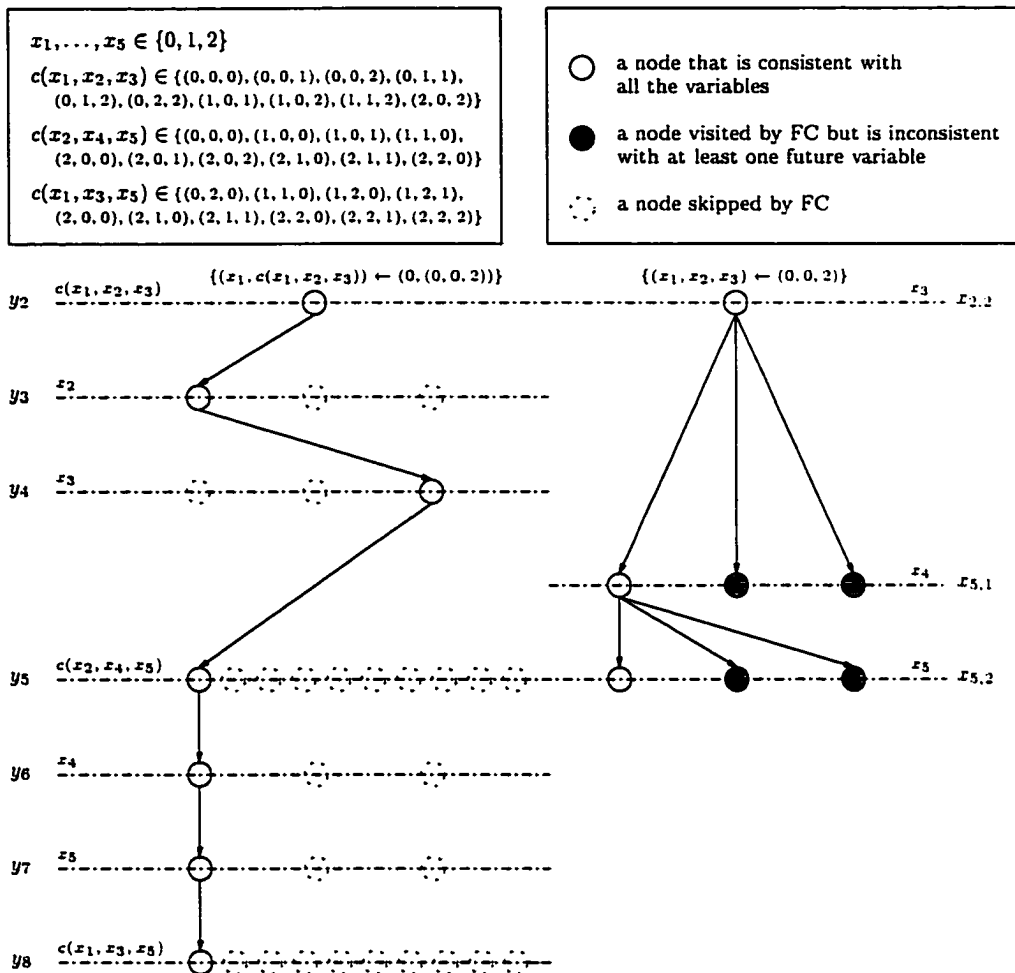 x₁, …, x₅ ∈ {0, 1, 2}
c(x₁, x₂, x₃) ∈ {(0, 0, 0), (0, 0, 1), (0, 0, 2), (0, 1, 1),
(0, 1, 2), (0, 2, 2), (1, 0, 1), (1, 0, 2), (1, 1, 2), (2, 0, 2)}
c(x₂, x₄, x₅) ∈ {(0, 0, 0), (1, 0, 0), (1, 0, 1), (1, 1, 0),
(2, 0, 0), (2, 0, 1), (2, 0, 2), (2, 1, 0), (2, 1, 1), (2, 2, 0)}
c(x₁, x₃, x₅) ∈ {(0, 2, 0), (1, 1, 0), (1, 2, 0), (1, 2, 1),
(2, 0, 0), (2, 1, 0), (2, 1, 1), (2, 2, 0), (2, 2, 1), (2, 2, 2)}
a node that is consistent with
all the variables
a node visited by FC but is inconsistent
with at least one future variable
a node skipped by FC
{(x₁, c(x₁, x₂, x₃)) ← (0, (0, 0, 2))}
{(x₁, x₂, x₃) ← (0, 0, 2)}
y₂ c(x₁, x₂, x₃) x₃ x₂,₂
y₃ x₂
y₄ x₃
x₄ x₅,₁
y₅ c(x₂, x₄, x₅) x₅ x₅,₂
y₆ x₄
y₇ x₅
y₈ c(x₁, x₃, x₅)